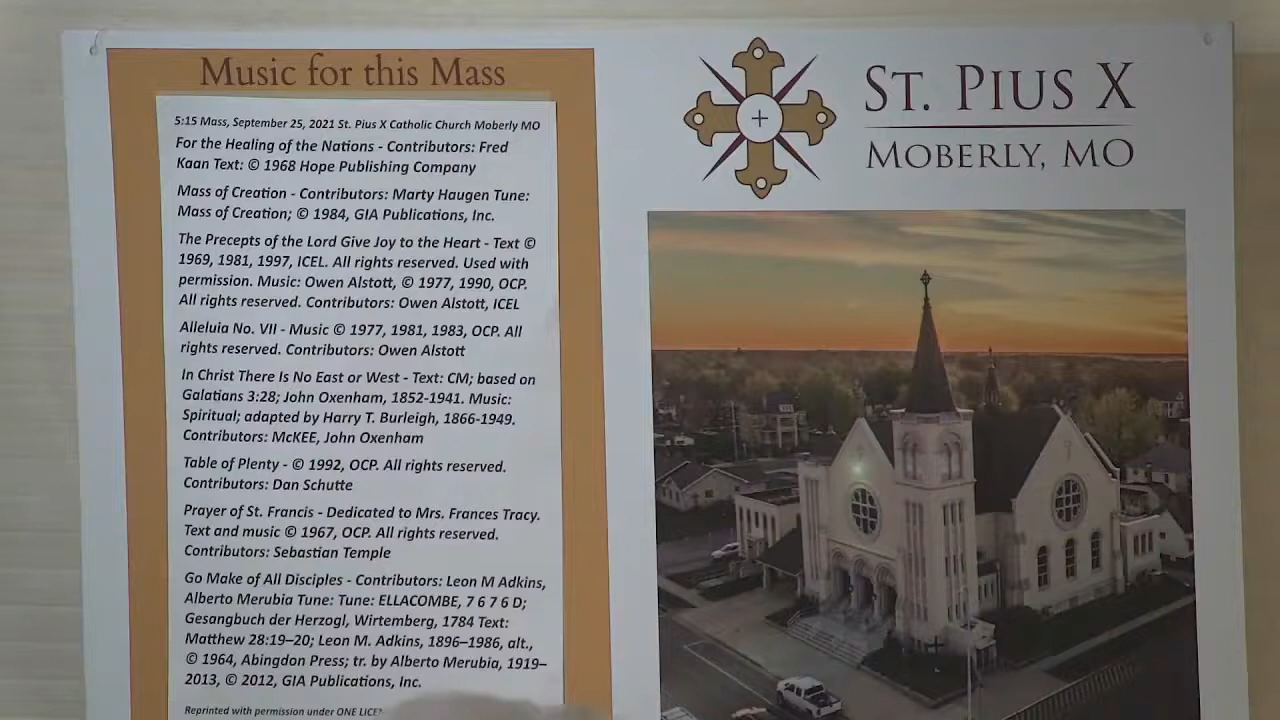 Music for this Mass
5:15 Mass, September 25, 2021 St. Pius X Catholic Church Moberly MO
For the Healing of the Nations - Contributors: Fred
Kaan Text: © 1968 Hope Publishing Company
Mass of Creation - Contributors: Marty Haugen Tune:
Mass of Creation; © 1984, GIA Publications, Inc.
The Precepts of the Lord Give Joy to the Heart - Text ©
1969, 1981, 1997, ICEL. All rights reserved. Used with
permission. Music: Owen Alstott, © 1977, 1990, OCP.
All rights reserved. Contributors: Owen Alstott, ICEL
Alleluia No. VII - Music © 1977, 1981, 1983, OCP. All
rights reserved. Contributors: Owen Alstott
In Christ There Is No East or West - Text: CM; based on
Galatians 3:28; John Oxenham, 1852-1941. Music:
Spiritual; adapted by Harry T. Burleigh, 1866-1949.
Contributors: McKEE, John Oxenham
Table of Plenty - © 1992, OCP. All rights reserved.
Contributors: Dan Schutte
Prayer of St. Francis - Dedicated to Mrs. Frances Tracy.
Text and music © 1967, OCP. All rights reserved.
Contributors: Sebastian Temple
Go Make of All Disciples - Contributors: Leon M Adkins,
Alberto Merubia Tune: Tune: ELLACOMBE, 7 6 7 6 D;
Gesangbuch der Herzogl, Wirtemberg, 1784 Text:
Matthew 28:19–20; Leon M. Adkins, 1896–1986, alt.,
© 1964, Abingdon Press; tr. by Alberto Merubia, 1919–
2013, © 2012, GIA Publications, Inc.
Reprinted with permission under ONE
ST. PIUS X
MOBERLY, MO